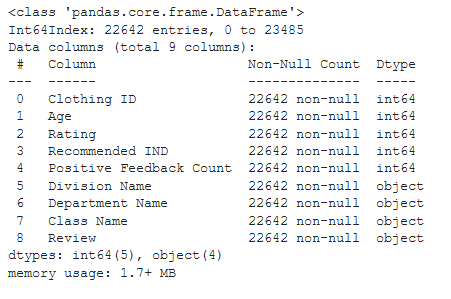 <class 'pandas.core.frame.DataFrame'>
Int64Index: 22642 entries, 0 to 23485
Data columns (total 9 columns):
 #   Column                   Non-Null Count  Dtype
---  ------                   --------------  -----
 0   Clothing ID              22642 non-null  int64
 1   Age                      22642 non-null  int64
 2   Rating                   22642 non-null  int64
 3   Recommended IND          22642 non-null  int64
 4   Positive Feedback Count  22642 non-null  int64
 5   Division Name            22642 non-null  object
 6   Department Name          22642 non-null  object
 7   Class Name               22642 non-null  object
 8   Review                   22642 non-null  object
dtypes: int64(5), object(4)
memory usage: 1.7+ MB